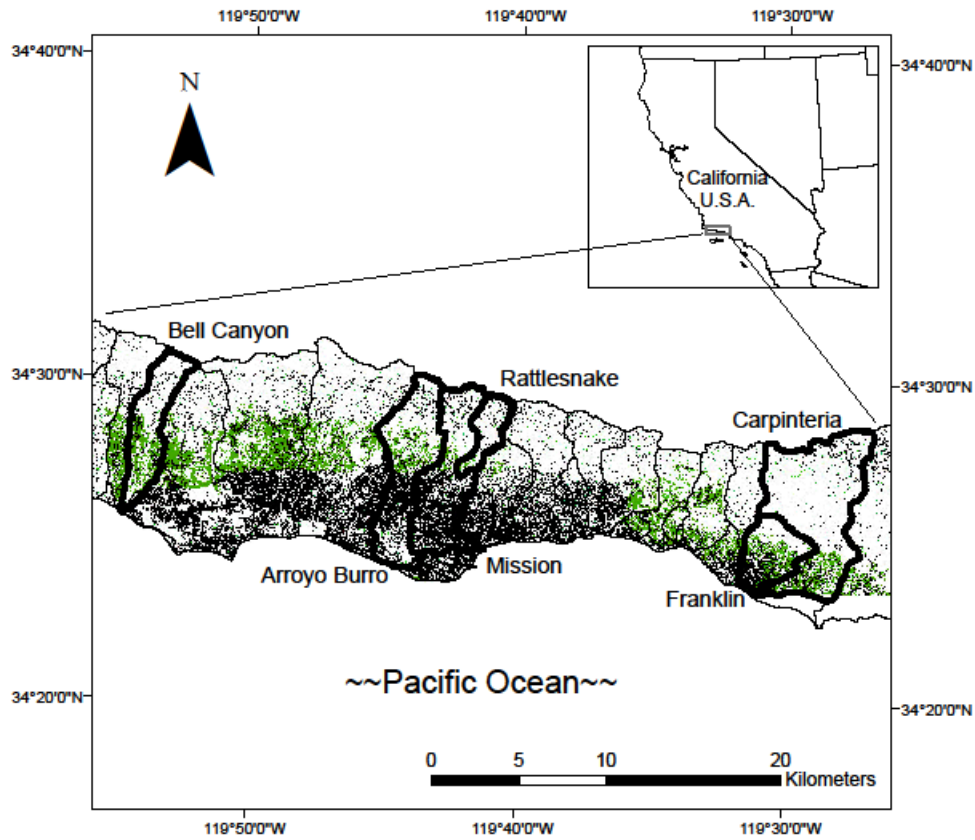 119°50'0"W 119°40'0"W 119°30'0"W
34°40'0"N 34°40'0"N
N
California
U.S.A.
Bell Canyon
34°30'0"N 34°30'0"N
Rattlesnake
Carpinteria
Arroyo Burro
Mission
Franklin
~~Pacific Ocean~~
34°20'0"N 34°20'0"N
0 5 10 20
Kilometers
119°50'0"W 119°40'0"W 119°30'0"W